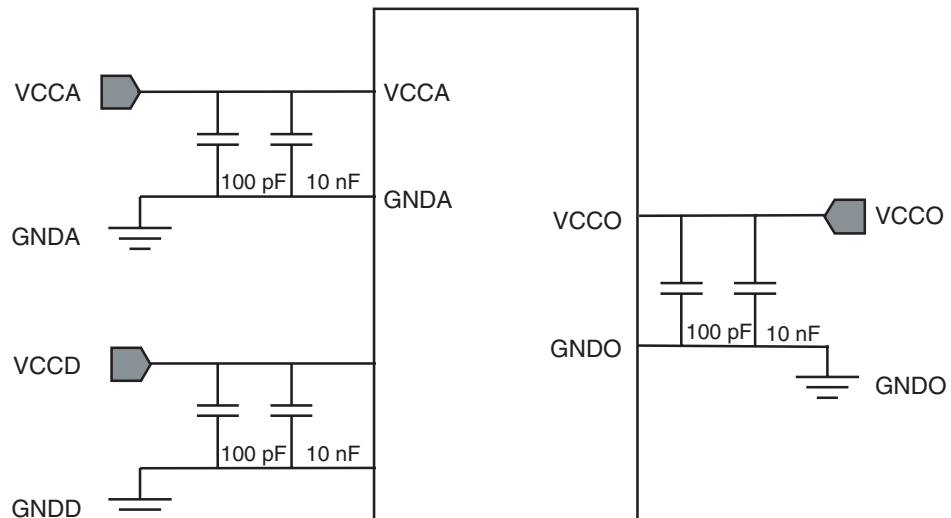 VCCA
VCCA
100 pF
10 nF
GNDA
GNDA
VCCO
VCCO
100 pF
10 nF
GNDO
GNDO
VCCD
100 pF
10 nF
GNDD